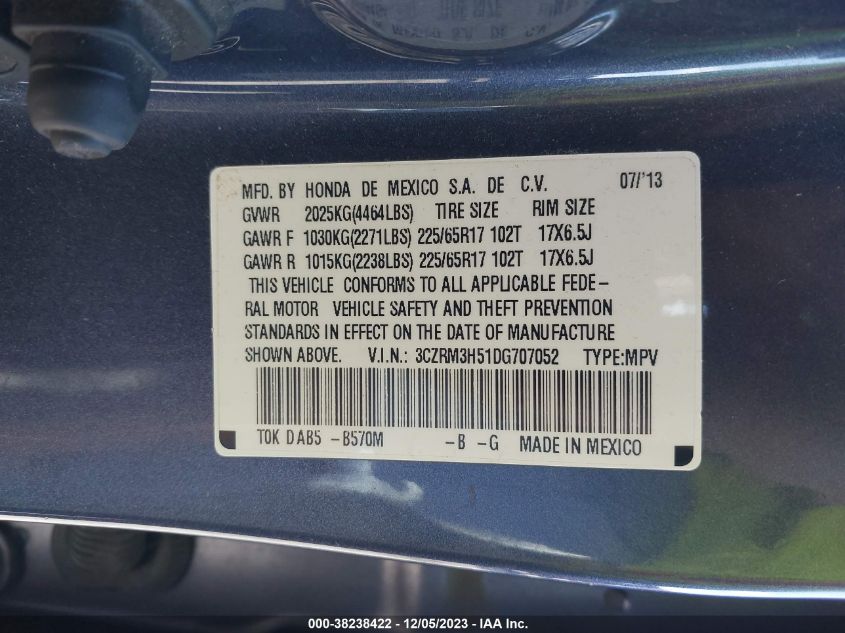 MEXICO S.A. DE C.V.
MFD. BY HONDA DE MEXICO S.A. DE C.V. 07/'13
GVWR 2025KG(4464LBS) TIRE SIZE RIM SIZE
GAWR F 1030KG(2271LBS) 225/65R17 102T 17X6.5J
GAWR R 1015KG(2238LBS) 225/65R17 102T 17X6.5J
THIS VEHICLE CONFORMS TO ALL APPLICABLE FEDE-
RAL MOTOR VEHICLE SAFETY AND THEFT PREVENTION
STANDARDS IN EFFECT ON THE DATE OF MANUFACTURE
SHOWN ABOVE. V.I.N.: 3CZRM3H51DG707052 TYPE:MPV
T0K D AB5 -B570M -B -G MADE IN MEXICO
000-38238422 - 12/05/2023 - IAA Inc.